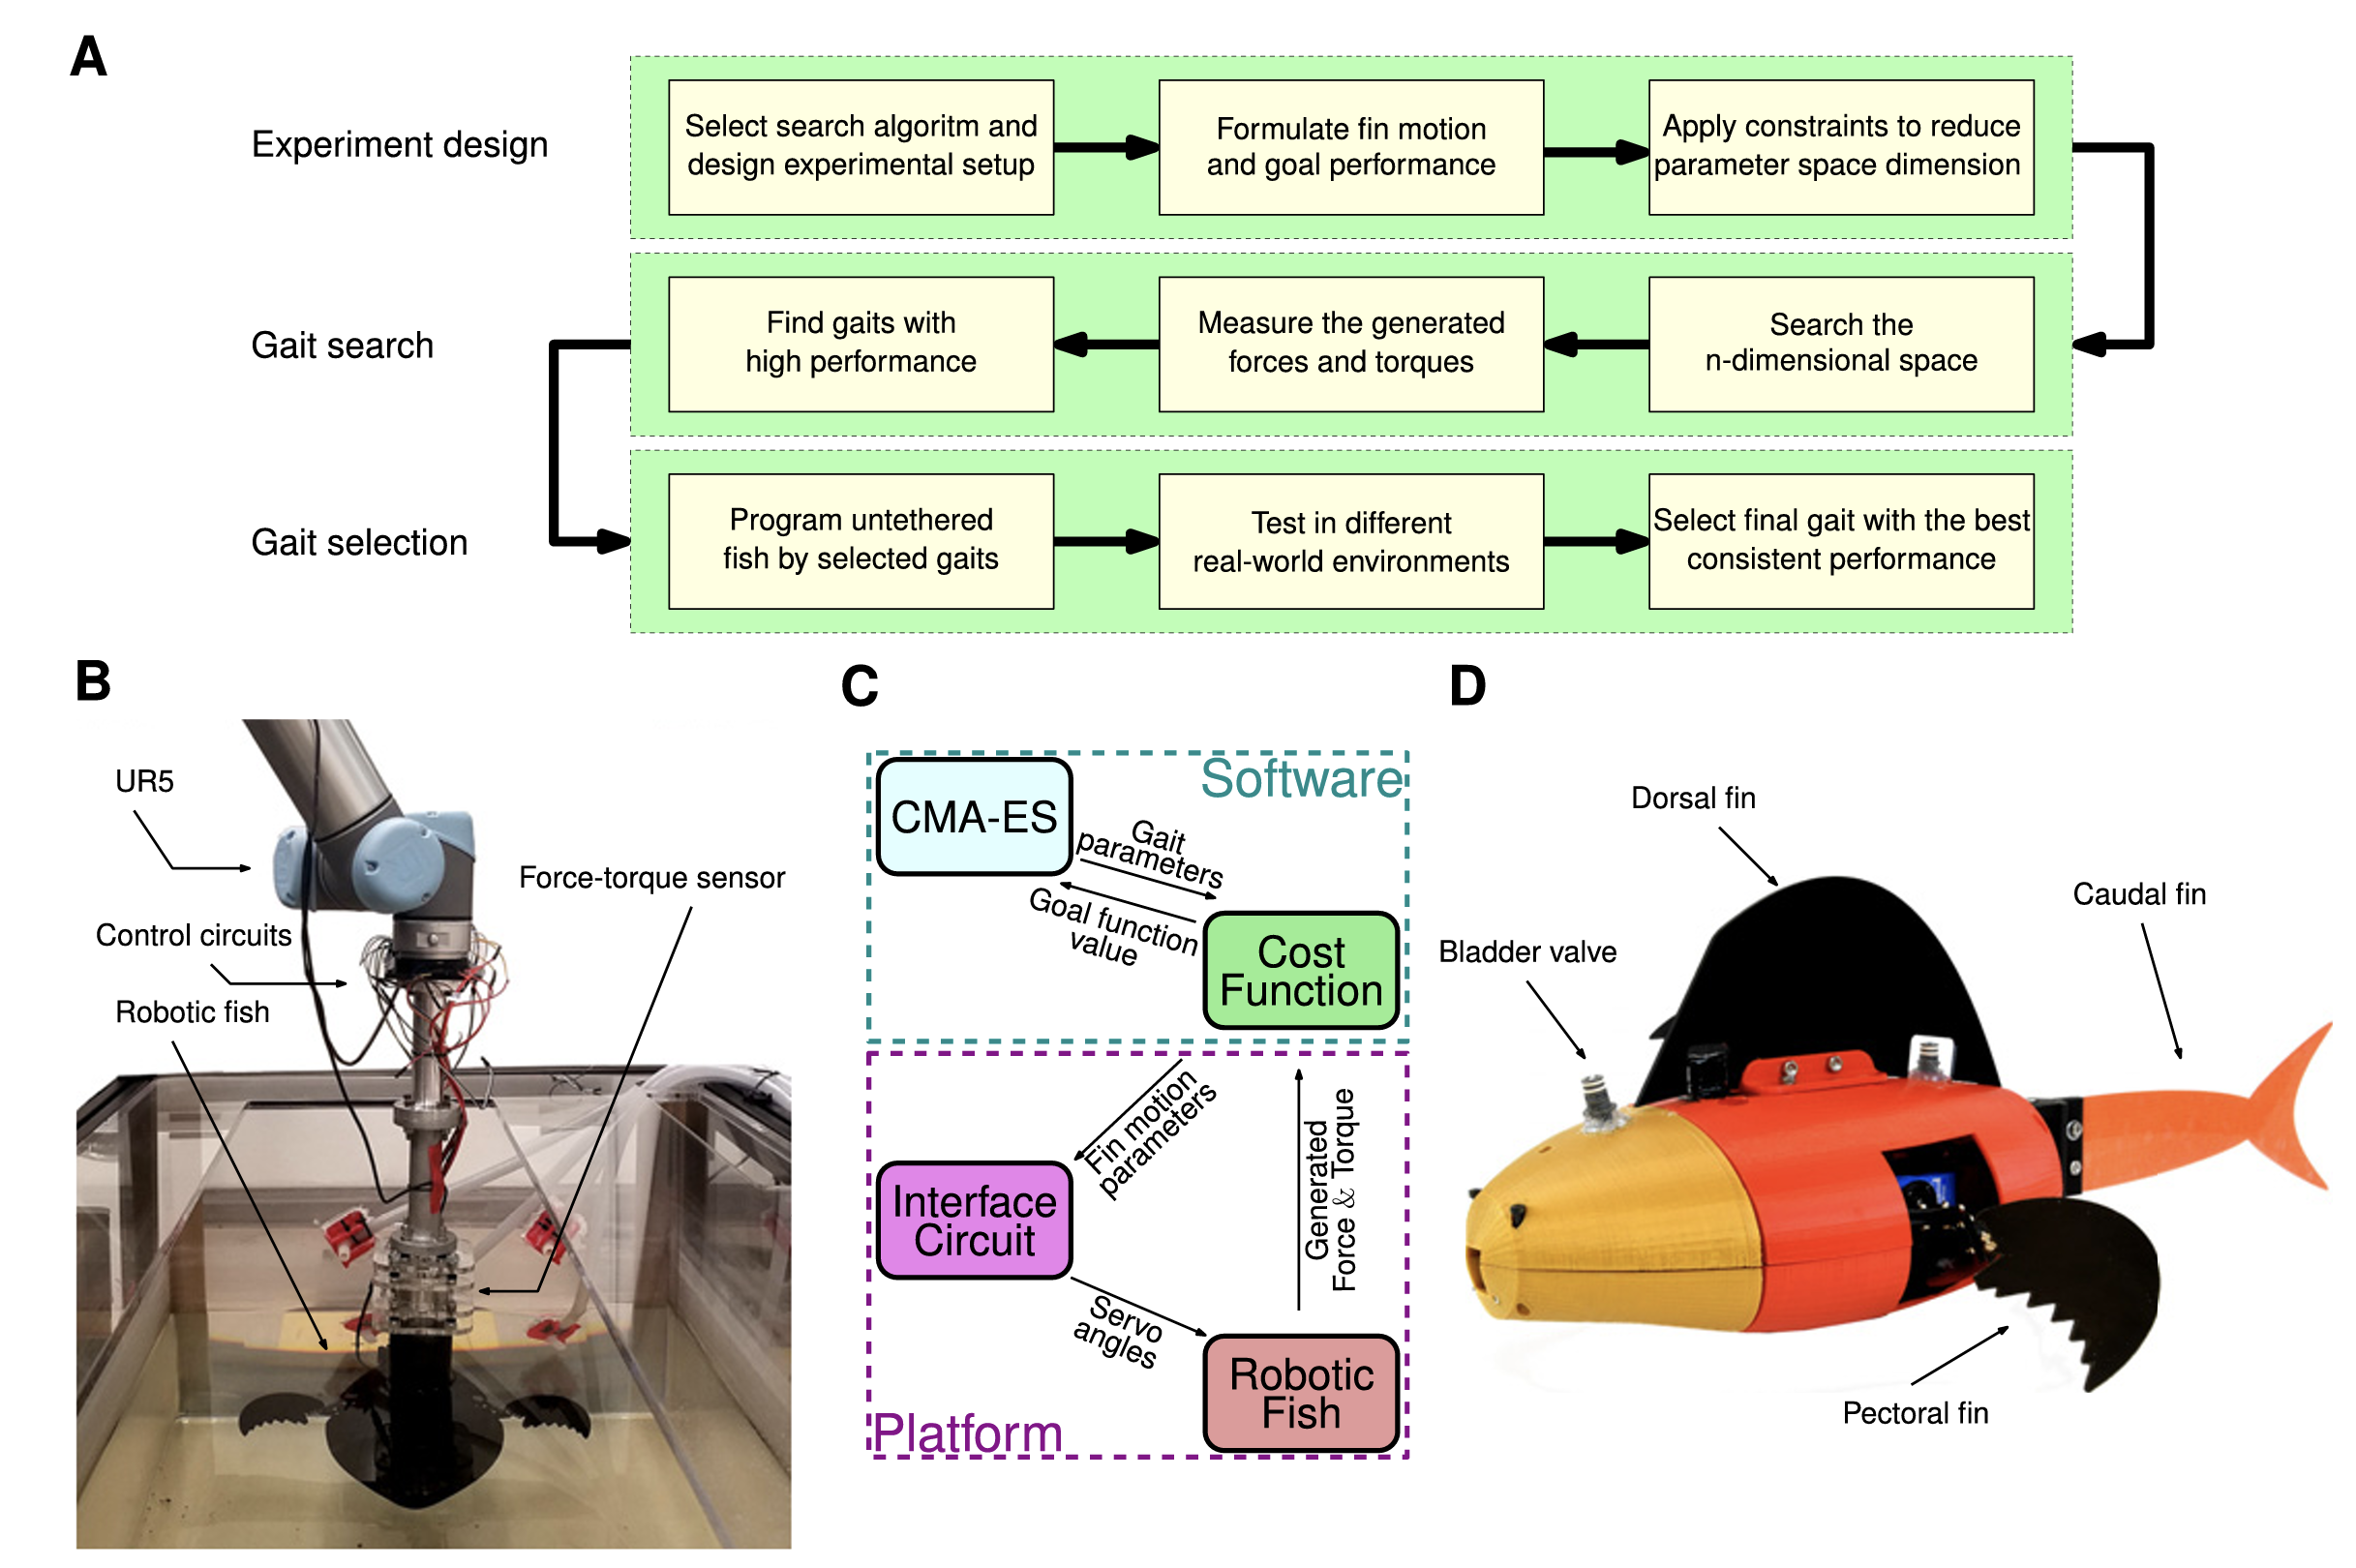 A
Experiment design
Select search algoritm and
design experimental setup
Formulate fin motion
and goal performance
Apply constraints to reduce
parameter space dimension
Gait search
Find gaits with
high performance
Measure the generated
forces and torques
Search the
n-dimensional space
Gait selection
Program untethered
fish by selected gaits
Test in different
real-world environments
Select final gait with the best
consistent performance
B
UR5
Force-torque sensor
Control circuits
Robotic fish
C
Software
CMA-ES
Gait
parameters
Goal function
value
Cost
Function
Fin motion
parameters
Generated
Force & Torque
Interface
Circuit
Servo
angles
Robotic
Fish
Platform
D
Dorsal fin
Caudal fin
Bladder valve
Pectoral fin